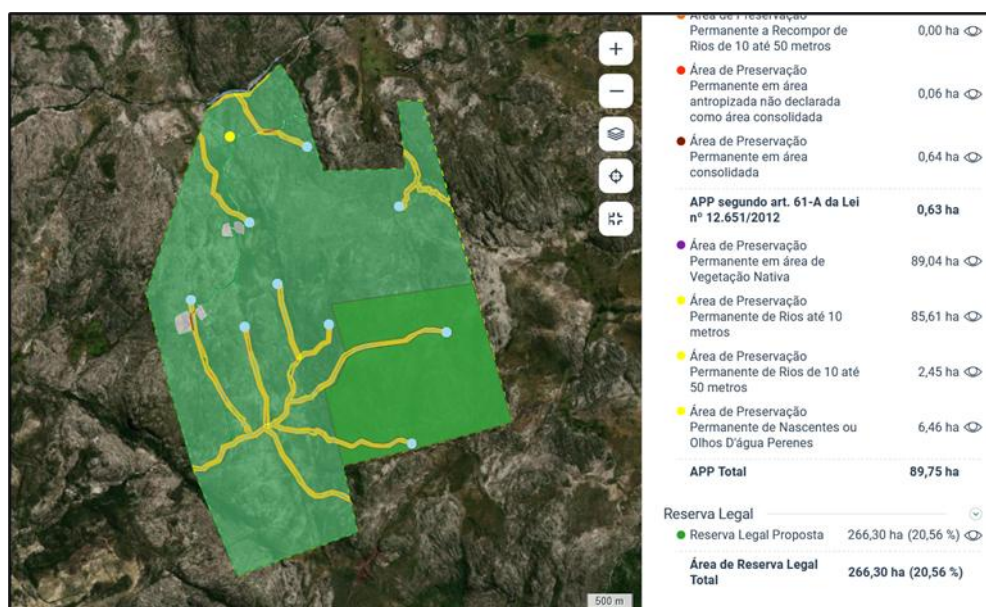 Área de Preservação
Permanente a Recompor de
Rios de 10 até 50 metros
0,00 ha
Área de Preservação
Permanente em área
antropizada não declarada
como área consolidada
0,06 ha
Área de Preservação
Permanente em área
consolidada
0,64 ha
APP segundo art. 61-A da Lei
nº 12.651/2012
0,63 ha
Área de Preservação
Permanente em área de
Vegetação Nativa
89,04 ha
Área de Preservação
Permanente de Rios até 10
metros
85,61 ha
Área de Preservação
Permanente de Rios de 10 até
50 metros
2,45 ha
Área de Preservação
Permanente de Nascentes ou
Olhos D'água Perenes
6,46 ha
APP Total
89,75 ha
Reserva Legal
Reserva Legal Proposta
266,30 ha (20,56 %)
Área de Reserva Legal
Total
266,30 ha (20,56 %)
500 m